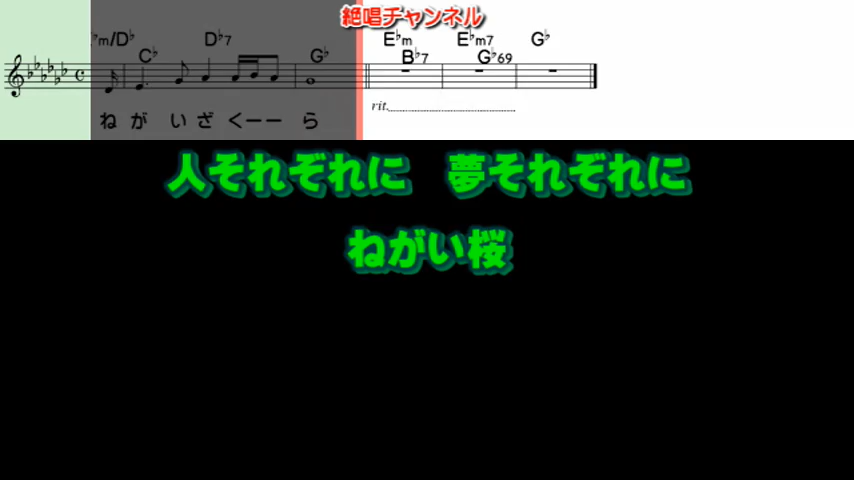 絶唱チャンネル
E♭m/D♭ D♭7 E♭m E♭m7 G♭
C♭ G♭ B♭7 G♭69
rit.
ね が い ざ くーー ら
人それぞれに 夢それぞれに
ねがい桜